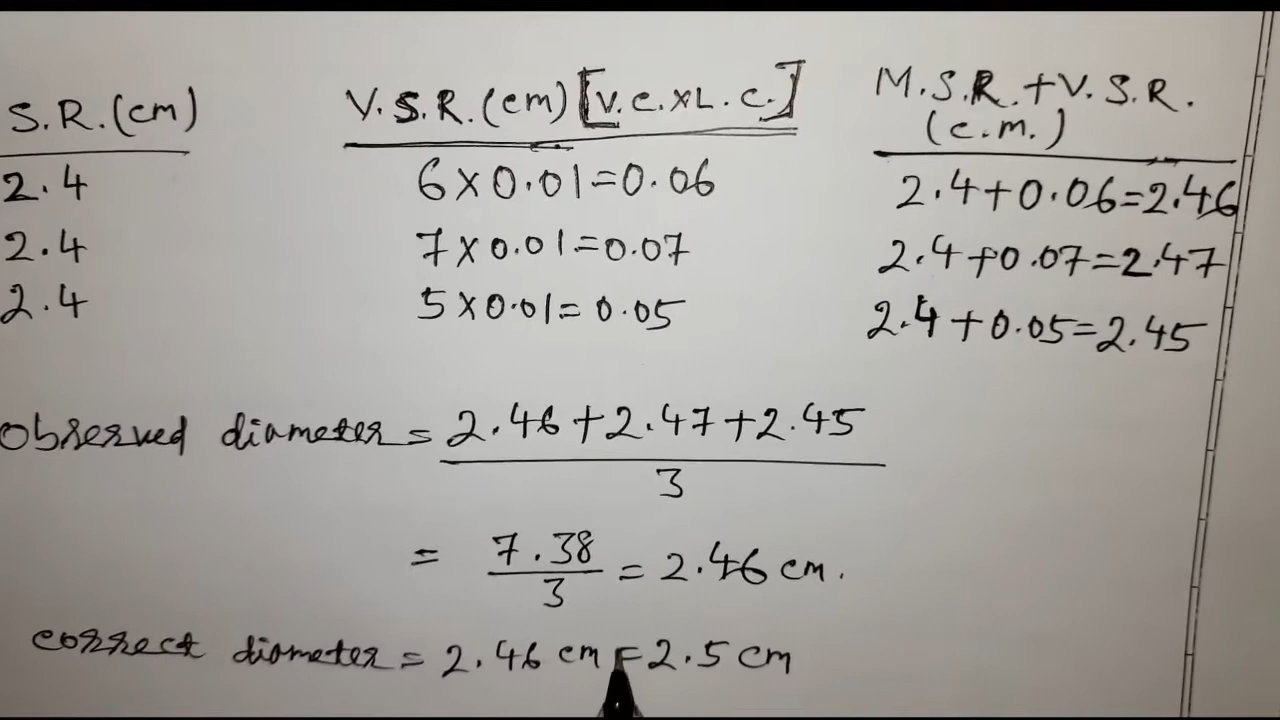 S.R.(cm) V.S.R.(cm)[V.C.XL.C.] M.S.R.+V.S.R.
(c.m.)
2.4 6×0.01=0.06 2.4+0.06=2.46
2.4 7×0.01=0.07 2.4+0.07=2.47
2.4 5×0.01=0.05 2.4+0.05=2.45
observed diameter = 2.46+2.47+2.45
3
= 7.38 = 2.46 cm.
3
correct diameter = 2.46 cm = 2.5 cm